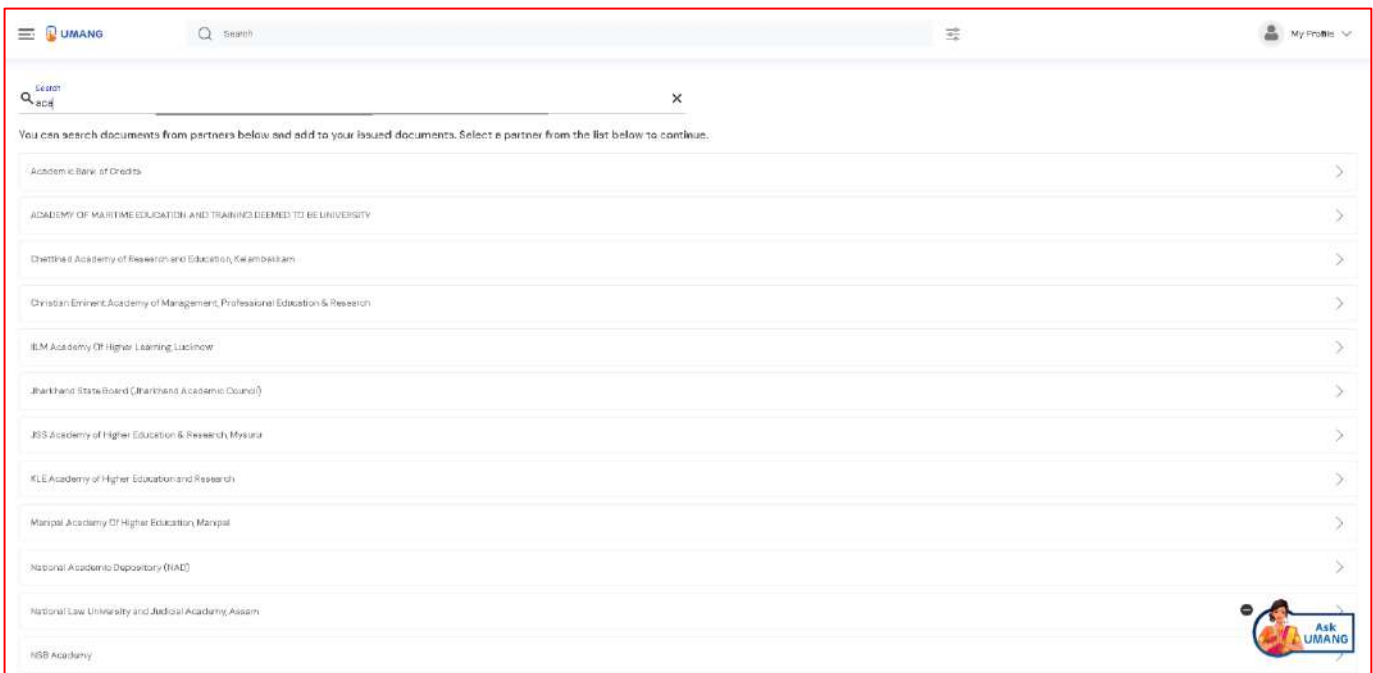 UMANG
Search
My Profile
Search
aca
You can search documents from partners below and add to your issued documents. Select a partner from the list below to continue.
Academic Bank of Credits
ACADEMY OF MARITIME EDUCATION AND TRAINING DEEMED TO BE UNIVERSITY
Chettinad Academy of Research and Education, Kelambakkam
Christian Eminent Academy of Management, Professional Education & Research
IILM Academy Of Higher Learning, Lucknow
Jharkhand State Board (Jharkhand Academic Council)
JSS Academy of Higher Education & Research, Mysuru
KLE Academy of Higher Education and Research
Manipal Academy Of Higher Education, Manipal
National Academic Depository (NAD)
National Law University and Judicial Academy, Assam
NSB Academy
Ask
UMANG